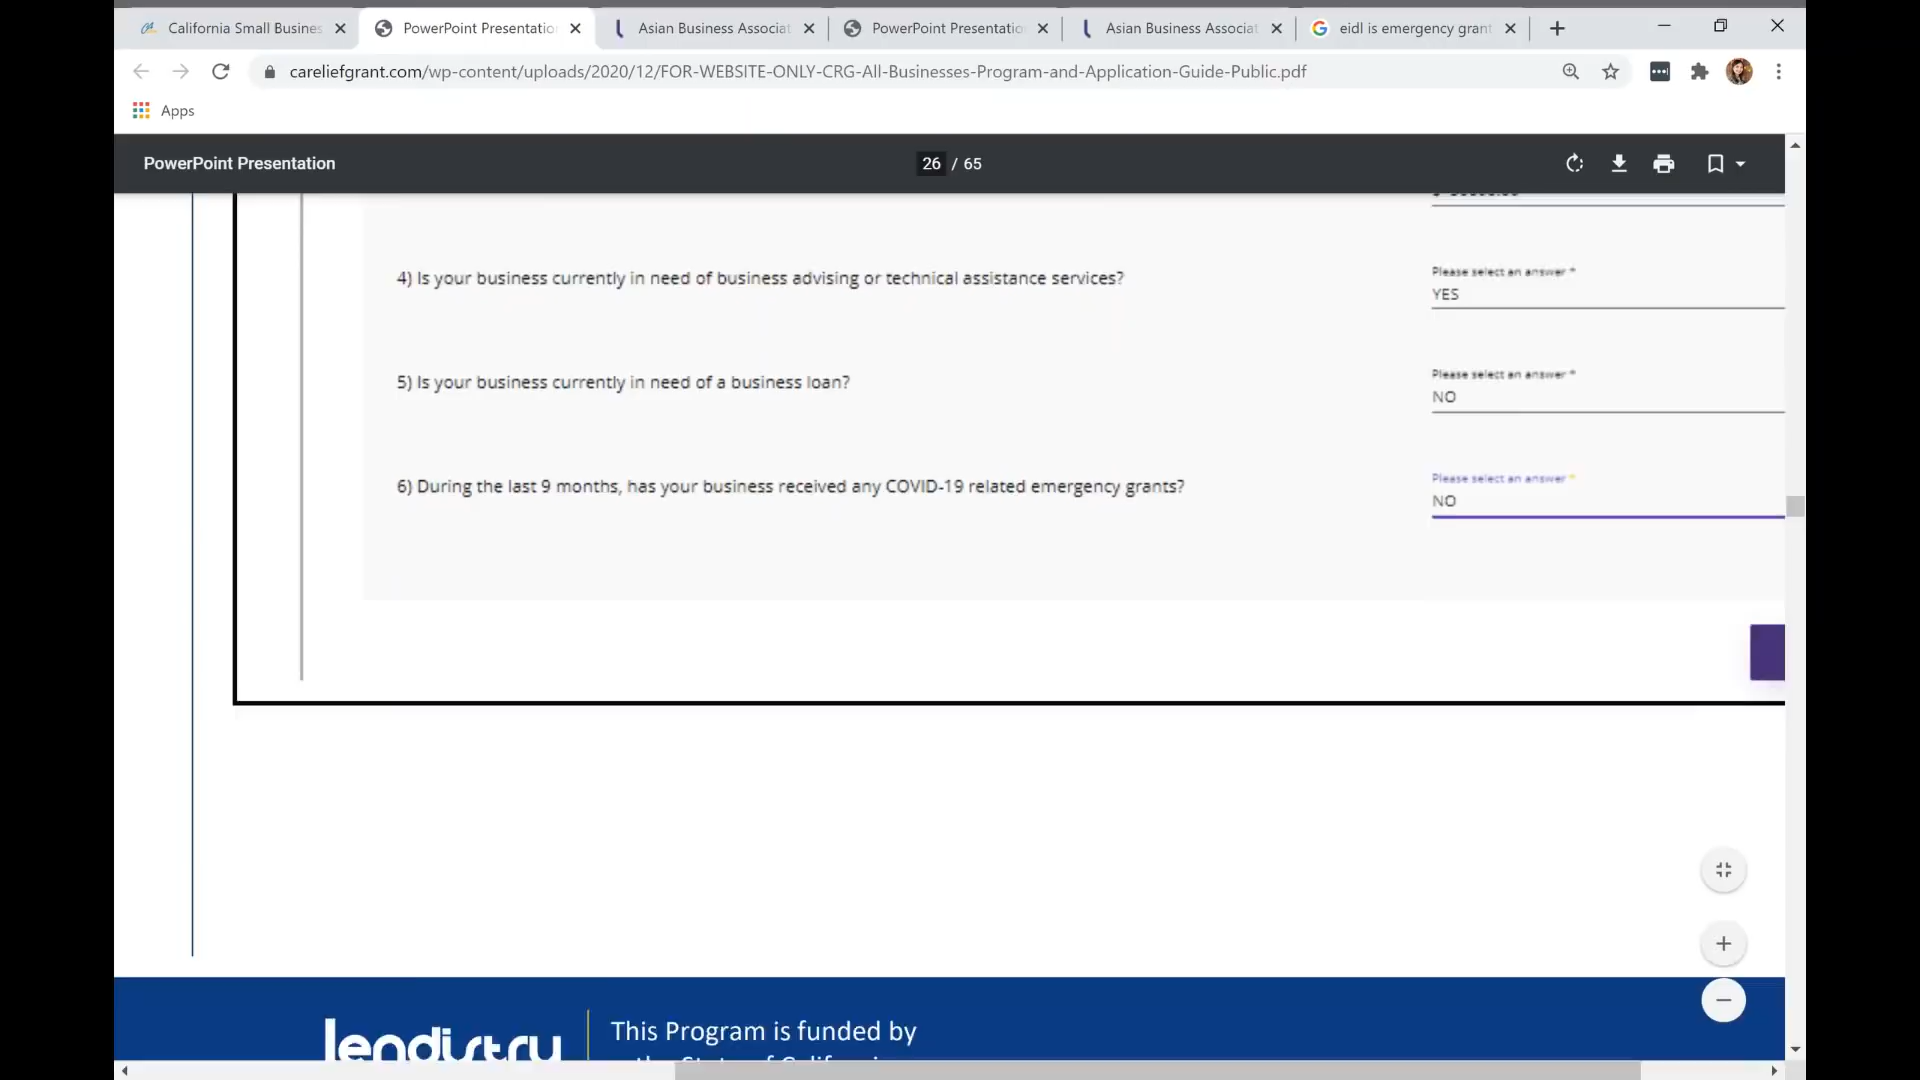 California Small Busines
PowerPoint Presentatio
Asian Business Associat
PowerPoint Presentatio
Asian Business Associat
eidl is emergency grant
careliefgrant.com/wp-content/uploads/2020/12/FOR-WEBSITE-ONLY-CRG-All-Businesses-Program-and-Application-Guide-Public.pdf
Apps
PowerPoint Presentation
26 / 65
4) Is your business currently in need of business advising or technical assistance services?
Please select an answer *
YES
5) Is your business currently in need of a business loan?
Please select an answer *
NO
6) During the last 9 months, has your business received any COVID-19 related emergency grants?
Please select an answer *
NO
lendistry
This Program is funded by
the State of California